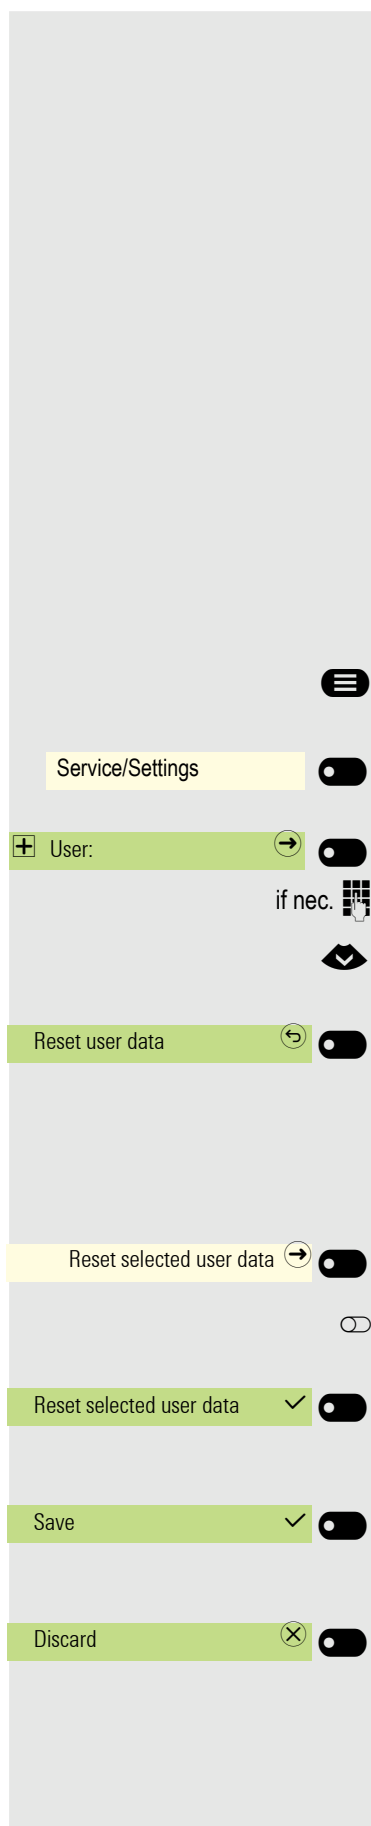 Service/Settings
User:
if nec.
Reset user data
Reset selected user data
Reset selected user data
Save
Discard